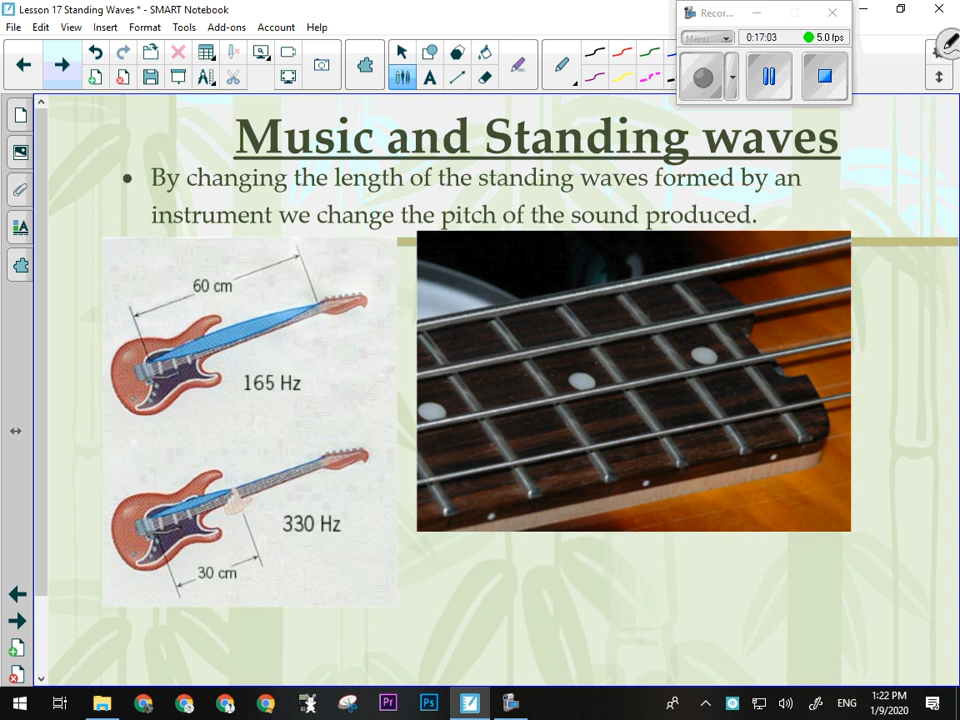 Lesson 17 Standing Waves * - SMART Notebook
Recor...
File Edit View Insert Format Tools Add-ons Account Help
Menu
0:17:03
5.0 fps
Music and Standing waves
• By changing the length of the standing waves formed by an
instrument we change the pitch of the sound produced.
60 cm
165 Hz
330 Hz
30 cm
Pr
Ps
ENG
1:22 PM
1/9/2020